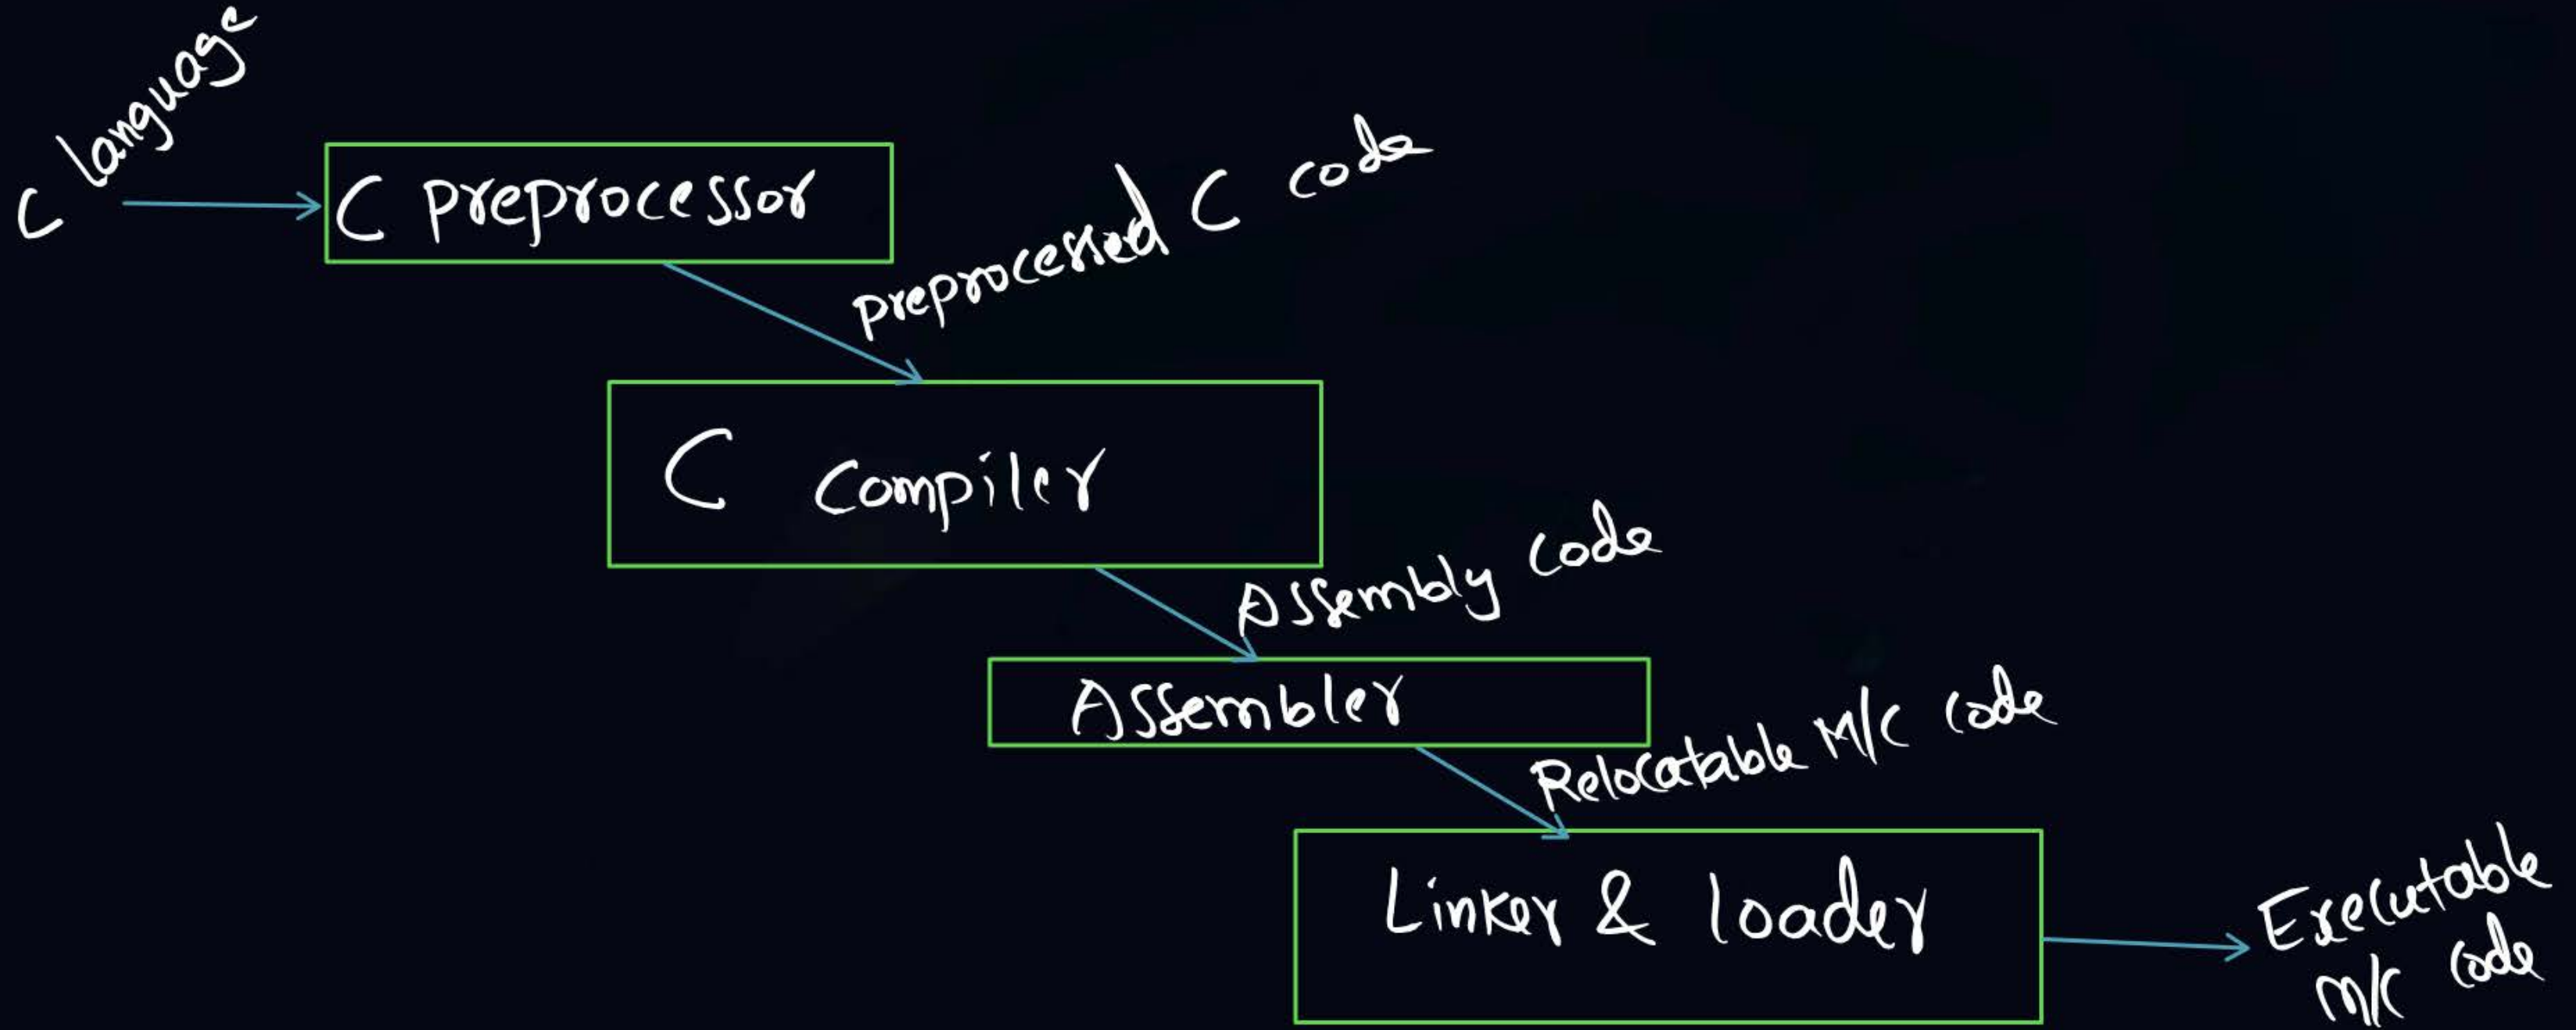 C language
C preprocessor
preprocessed C code
C Compiler
Assembly code
Assembler
Relocatable M/C code
Linker & loader
Executable
M/C code